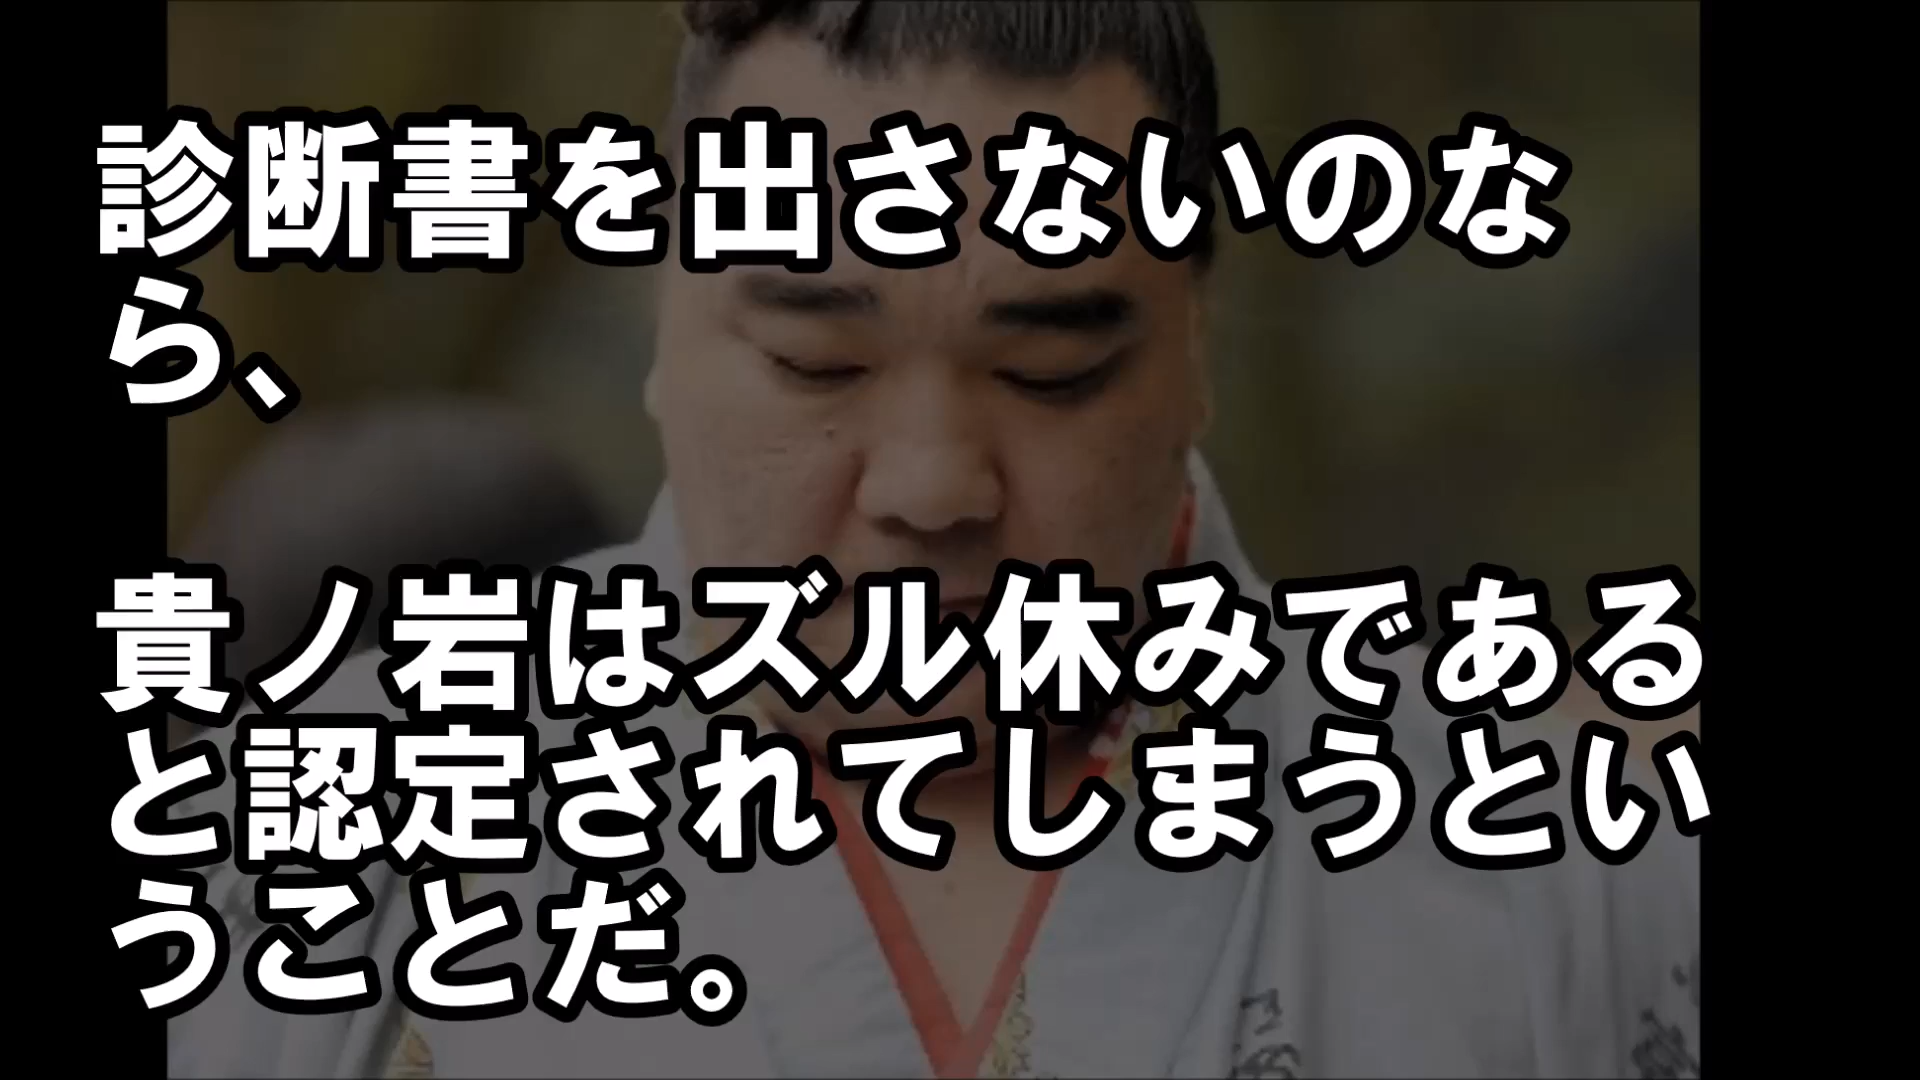 診断書を出さないのな
ら、
貴ノ岩はズル休みである
と認定されてしまうとい
うことだ。